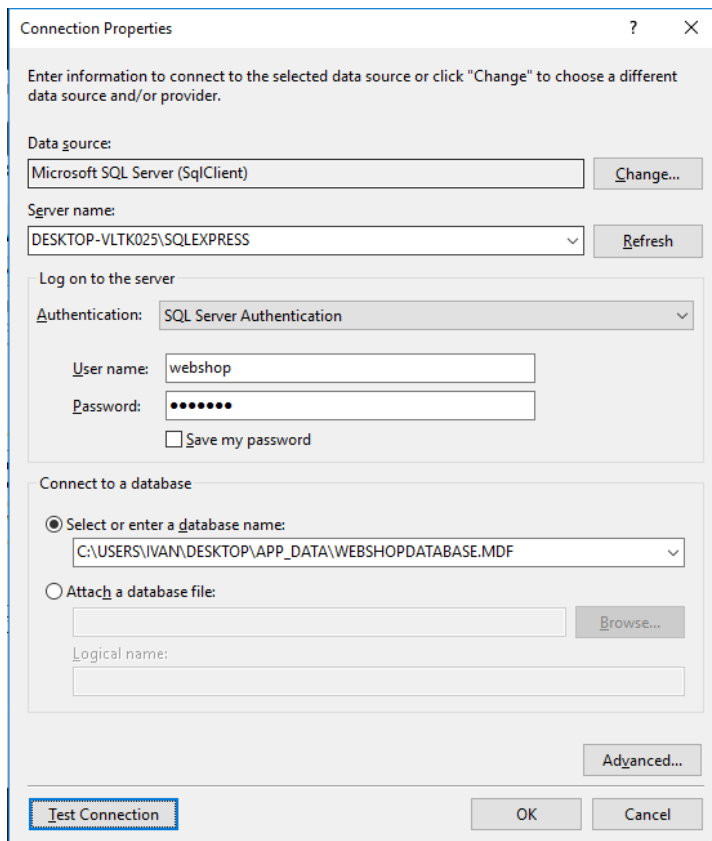 Connection Properties
?
Enter information to connect to the selected data source or click "Change" to choose a different
data source and/or provider.
Data source:
Microsoft SQL Server (SqlClient)
Change...
Server name:
DESKTOP-VLTK025\SQLEXPRESS
Refresh
Log on to the server
Authentication:
SQL Server Authentication
User name:
webshop
Password:
●●●●●●●
Save my password
Connect to a database
Select or enter a database name:
C:\USERS\IVAN\DESKTOP\APP_DATA\WEBSHOPDATABASE.MDF
Attach a database file:
Browse...
Logical name:
Advanced...
Test Connection
OK
Cancel